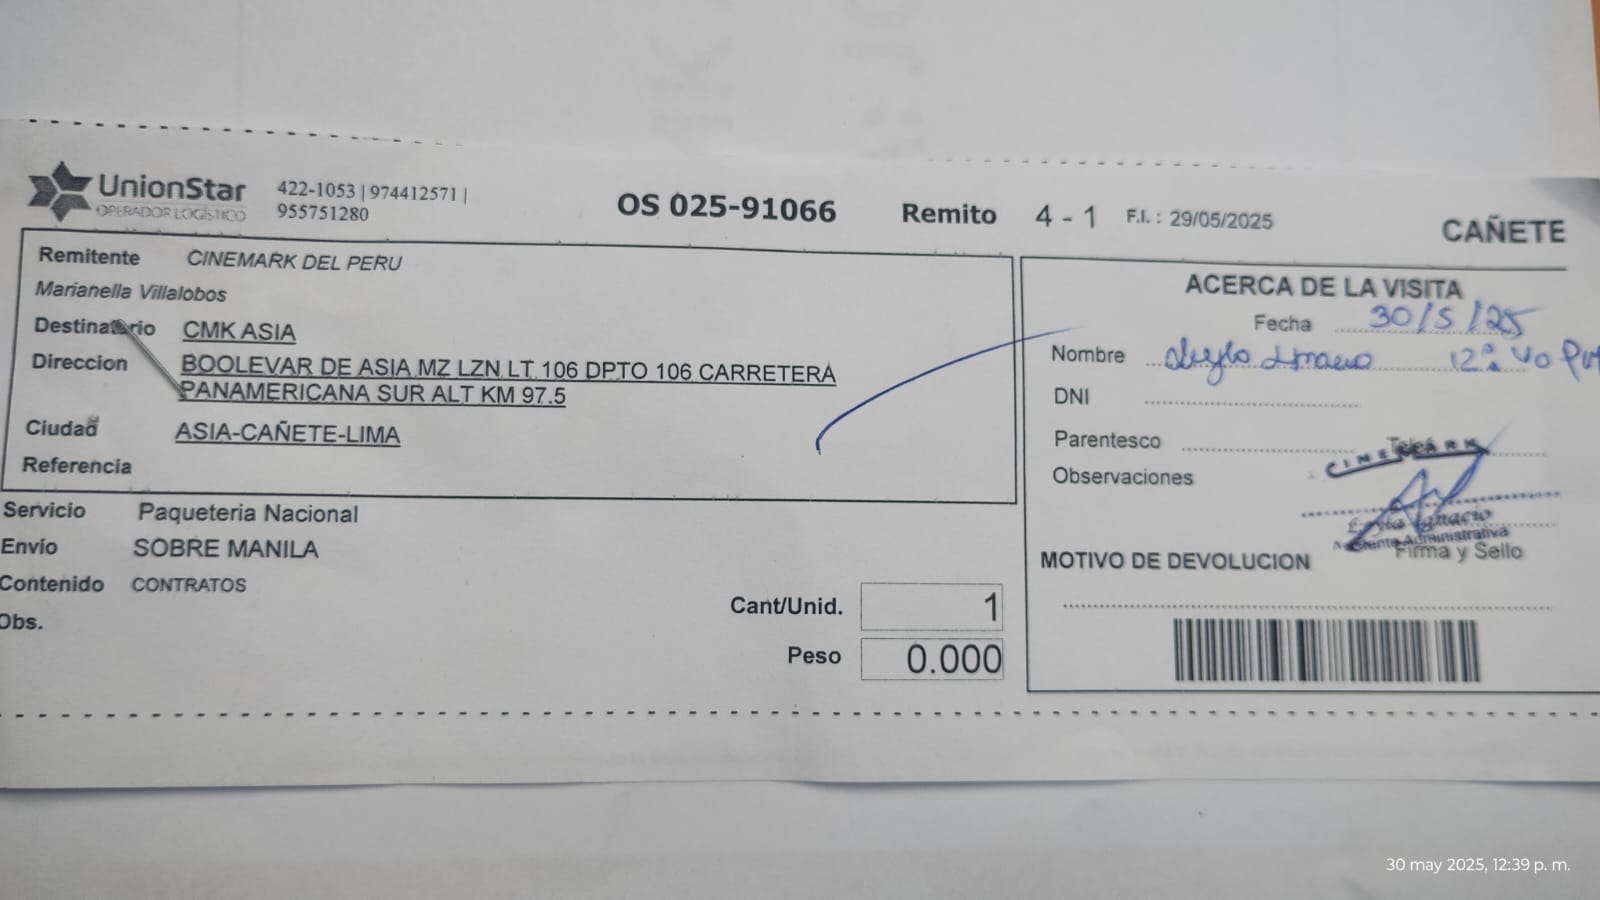 UnionStar
OPERADOR LOGÍSTICO
422-1053 | 974412571 |
955751280
OS 025-91066
Remito 4 - 1 F.I. : 29/05/2025
CAÑETE
Remitente CINEMARK DEL PERU
Marianella Villalobos
Destinatario CMK ASIA
Direccion BOOLEVAR DE ASIA MZ LZN LT 106 DPTO 106 CARRETERA
PANAMERICANA SUR ALT KM 97.5
Ciudad ASIA-CAÑETE-LIMA
Referencia
Servicio Paqueteria Nacional
Envío SOBRE MANILA
Contenido CONTRATOS
Obs.
Cant/Unid. 1
Peso 0.000
ACERCA DE LA VISITA
Fecha 30/5/25
Nombre
DNI
Parentesco
CINEMARK
Observaciones
Ignacio
Administrativa
Firma y Sello
MOTIVO DE DEVOLUCION
30 may 2025, 12:39 p. m.